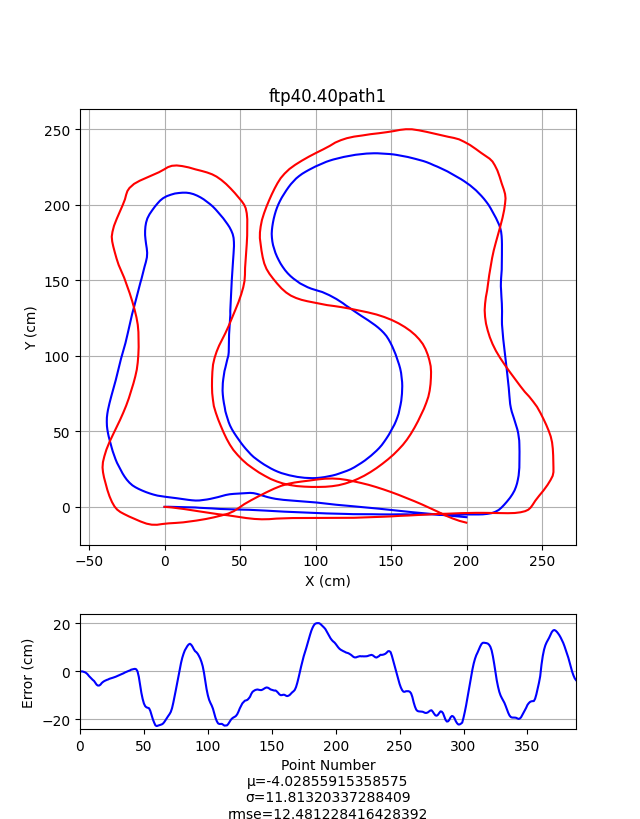 ftp40.40path1
250
200
150
100
50
0
Y (cm)
−50 0 50 100 150 200 250
X (cm)
20
0
−20
Error (cm)
0 50 100 150 200 250 300 350
Point Number
μ=-4.02855915358575
σ=11.81320337288409
rmse=12.481228416428392